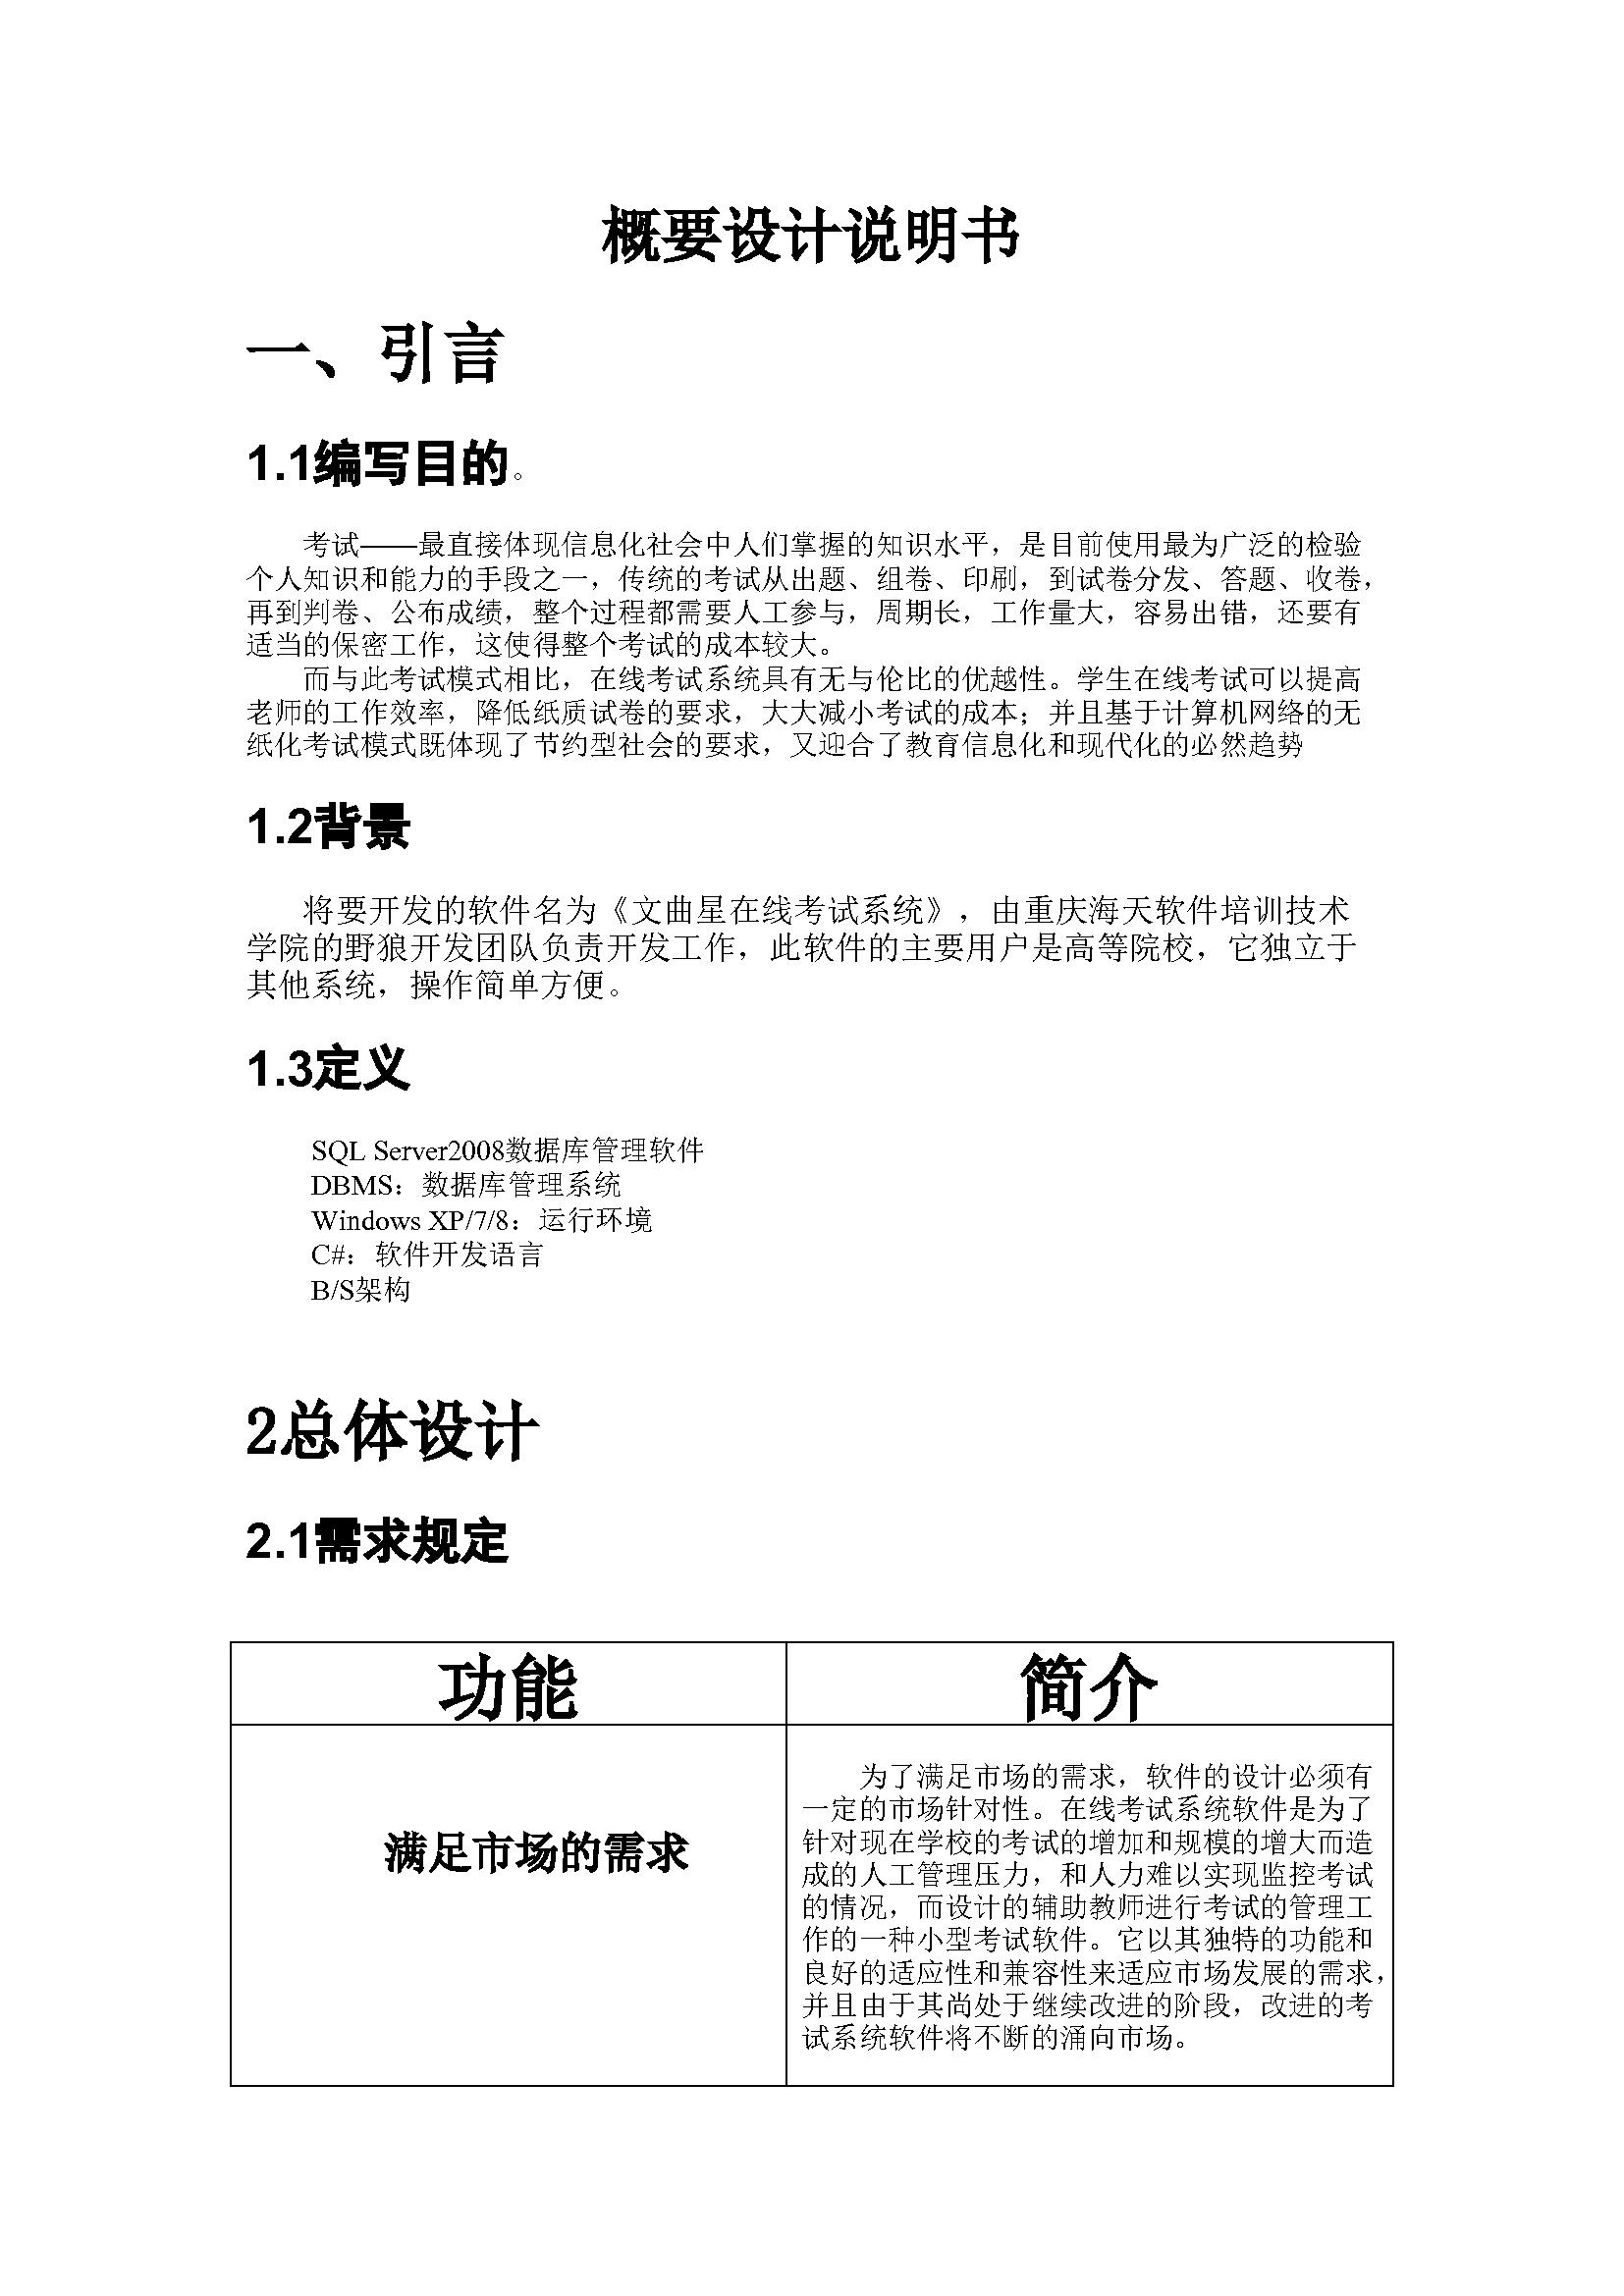 概要设计说明书
一、引言
1.1编写目的。
考试——最直接体现信息化社会中人们掌握的知识水平，是目前使用最为广泛的检验
个人知识和能力的手段之一，传统的考试从出题、组卷、印刷，到试卷分发、答题、收卷，
再到判卷、公布成绩，整个过程都需要人工参与，周期长，工作量大，容易出错，还要有
适当的保密工作，这使得整个考试的成本较大。
而与此考试模式相比，在线考试系统具有无与伦比的优越性。学生在线考试可以提高
老师的工作效率，降低纸质试卷的要求，大大减小考试的成本；并且基于计算机网络的无
纸化考试模式既体现了节约型社会的要求，又迎合了教育信息化和现代化的必然趋势
1.2背景
将要开发的软件名为《文曲星在线考试系统》，由重庆海天软件培训技术
学院的野狼开发团队负责开发工作，此软件的主要用户是高等院校，它独立于
其他系统，操作简单方便。
1.3定义
SQL Server2008数据库管理软件
DBMS：数据库管理系统
Windows XP/7/8：运行环境
C#：软件开发语言
B/S架构
2总体设计
2.1需求规定
功能
简介
满足市场的需求
为了满足市场的需求，软件的设计必须有
一定的市场针对性。在线考试系统软件是为了
针对现在学校的考试的增加和规模的增大而造
成的人工管理压力，和人力难以实现监控考试
的情况，而设计的辅助教师进行考试的管理工
作的一种小型考试软件。它以其独特的功能和
良好的适应性和兼容性来适应市场发展的需求，
并且由于其尚处于继续改进的阶段，改进的考
试系统软件将不断的涌向市场。